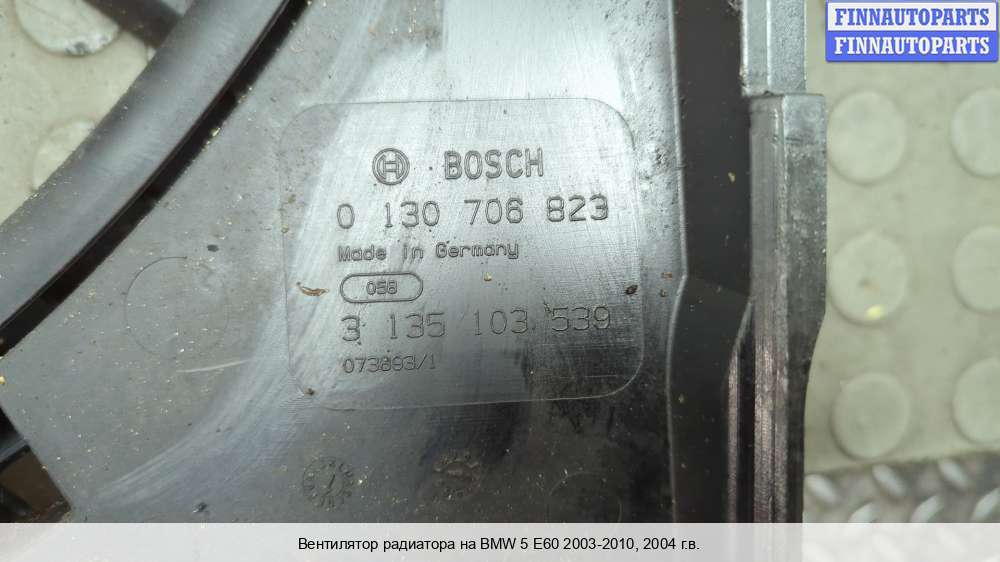 FINNAUTOPARTS
FINNAUTOPARTS
BOSCH
0 130 706 823
Made in Germany
058
3 135 103 539
073893/1
Вентилятор радиатора на BMW 5 E60 2003-2010, 2004 г.в.